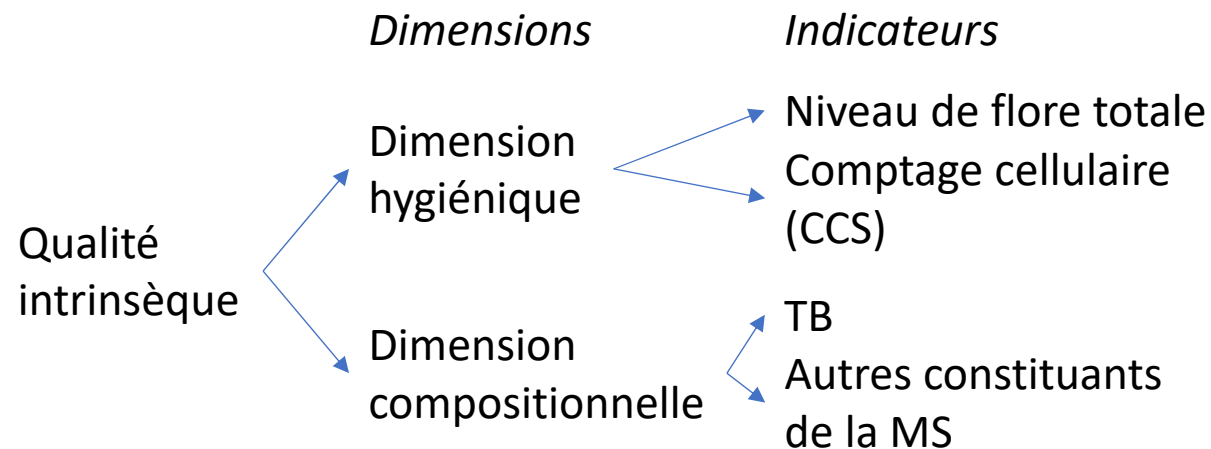 Dimensions
Indicateurs
Qualité
intrinsèque
Dimension
hygiénique
Niveau de flore totale
Comptage cellulaire
(CCS)
Dimension
compositionnelle
TB
Autres constituants
de la MS